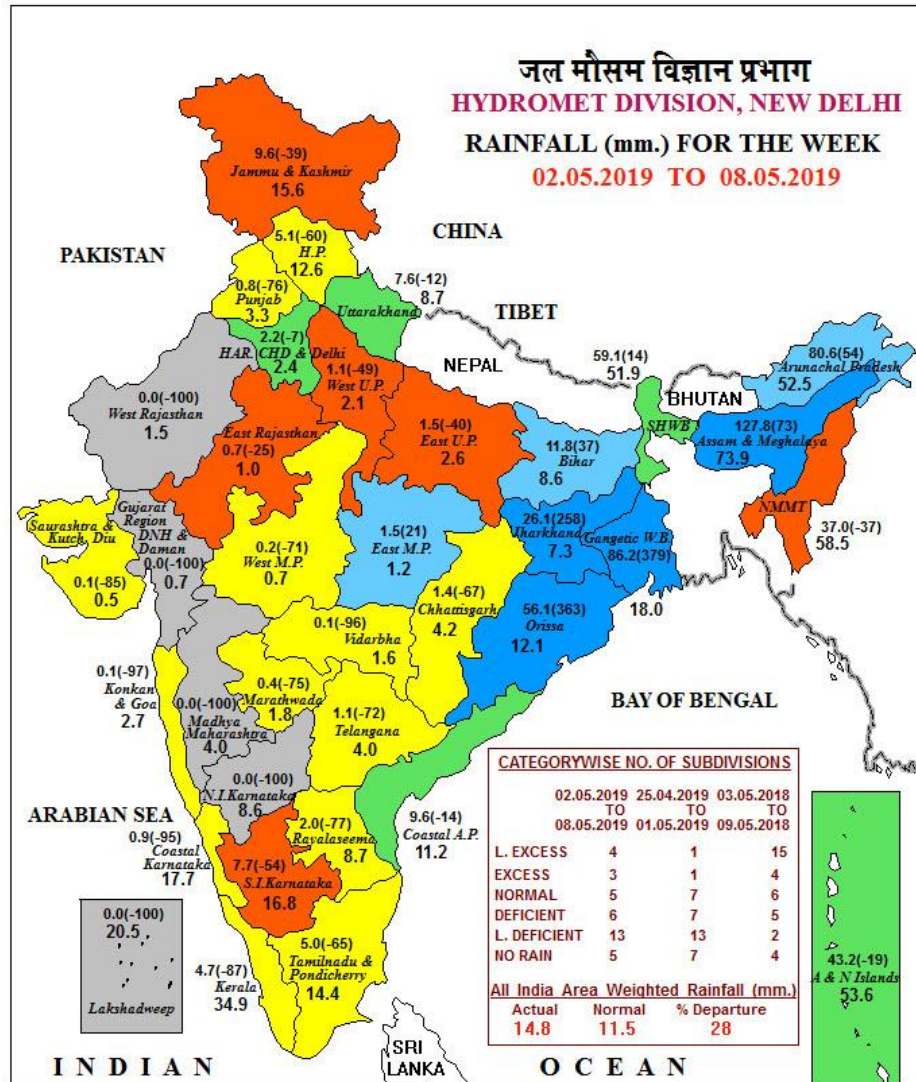 जल मौसम विज्ञान प्रभाग
HYDROMET DIVISION, NEW DELHI
RAINFALL (mm.) FOR THE WEEK
02.05.2019 TO 08.05.2019
9.6(-39)
Jammu & Kashmir
15.6
PAKISTAN
CHINA
5.1(-60)
H.P.
12.6
0.8(-76)
Punjab
3.3
7.6(-12)
8.7
Uttarakhand
TIBET
2.2(-7)
HAR. CHD & Delhi
2.4
NEPAL
1.1(-49)
West U.P.
2.1
59.1(14)
51.9
SHWB
BHUTAN
80.6(54)
Arunachal Pradesh
52.5
0.0(-100)
West Rajasthan
1.5
East Rajasthan
0.7(-25)
1.0
1.5(-40)
East U.P.
2.6
11.8(37)
Bihar
8.6
127.8(73)
Assam & Meghalaya
73.9
NMMT
37.0(-37)
58.5
Saurashtra &
Kutch, Diu
0.1(-85)
0.5
Gujarat
Region
DNH &
Daman
0.0(-100)
0.7
0.2(-71)
West M.P.
0.7
1.5(21)
East M.P.
1.2
26.1(258)
Jharkhand
7.3
Gangetic W.B.
86.2(379)
18.0
1.4(-67)
Chhattisgarh
4.2
56.1(363)
Orissa
12.1
0.1(-96)
Vidarbha
1.6
0.1(-97)
Konkan
& Goa
2.7
0.0(-100)
Madhya
Maharashtra
4.0
0.4(-75)
Marathwada
1.8
1.1(-72)
Telangana
4.0
BAY OF BENGAL
0.0(-100)
N.I.Karnataka
8.6
ARABIAN SEA
0.9(-95)
Coastal
Karnataka
17.7
2.0(-77)
Rayalaseema
8.7
9.6(-14)
Coastal A.P.
11.2
7.7(-54)
S.I.Karnataka
16.8
0.0(-100)
20.5
Lakshadweep
4.7(-87)
Kerala
34.9
5.0(-65)
Tamilnadu &
Pondicherry
14.4
43.2(-19)
A & N Islands
53.6
CATEGORYWISE NO. OF SUBDIVISIONS
02.05.2019 25.04.2019 03.05.2018
TO TO TO
08.05.2019 01.05.2019 09.05.2018
L. EXCESS 4 1 15
EXCESS 3 1 4
NORMAL 5 7 6
DEFICIENT 6 7 5
L. DEFICIENT 13 13 2
NO RAIN 5 7 4
All India Area Weighted Rainfall (mm.)
Actual Normal % Departure
14.8 11.5 28
SRI
LANKA
INDIAN OCEAN